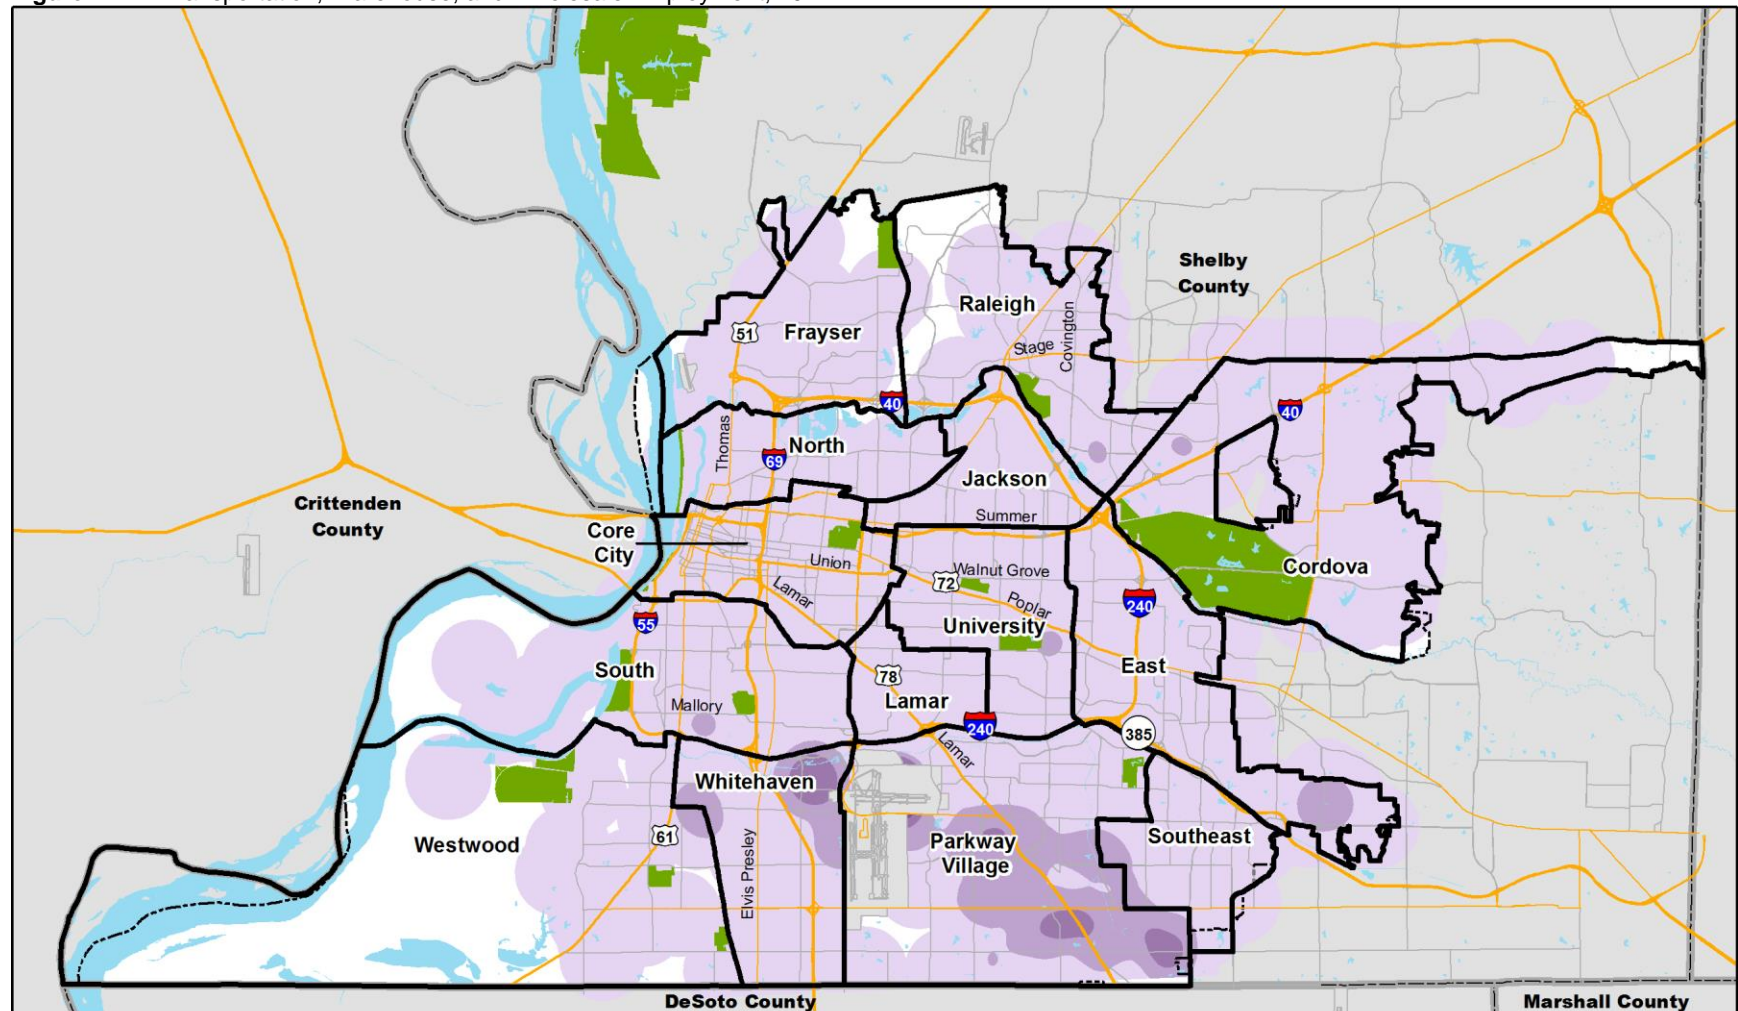 Shelby
County
Raleigh
Frayser
51
Stage
Covington
40
40
Thomas
North
69
Jackson
Crittenden
County
Summer
Core
City
Union
Walnut Grove
72
Cordova
Lamar
Poplar
240
55
University
South
East
78
Lamar
Mallory
240
385
Lamar
Whitehaven
61
Westwood
Elvis Presley
Parkway
Village
Southeast
DeSoto County
Marshall County